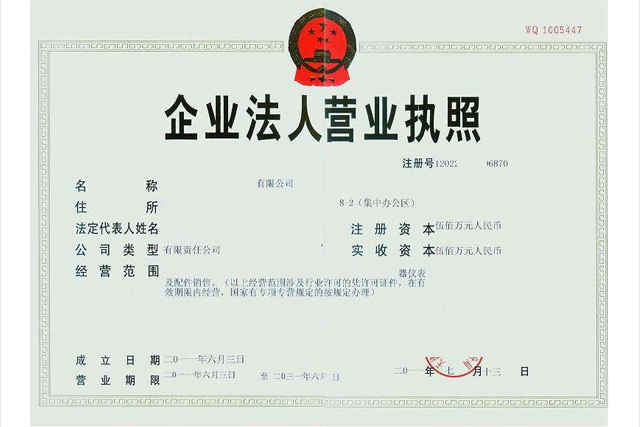 WQ 1005447
企业法人营业执照
注册号 12022 06870
名 称 有限公司
住 所 8-2（集中办公区）
法定代表人姓名 注 册 资 本 伍佰万元人民币
公 司 类 型 有限责任公司 实 收 资 本 伍佰万元人民币
经 营 范 围 器仪表
及配件销售。（以上经营范围涉及行业许可的凭许可证件，在有
效期限内经营，国家有专项专营规定的按规定办理）
成 立 日 期 二〇一一年六月三日
营 业 期 限 二〇一一年六月三日 至 二〇三一年六月二日
二〇一 年 七 月十三 日